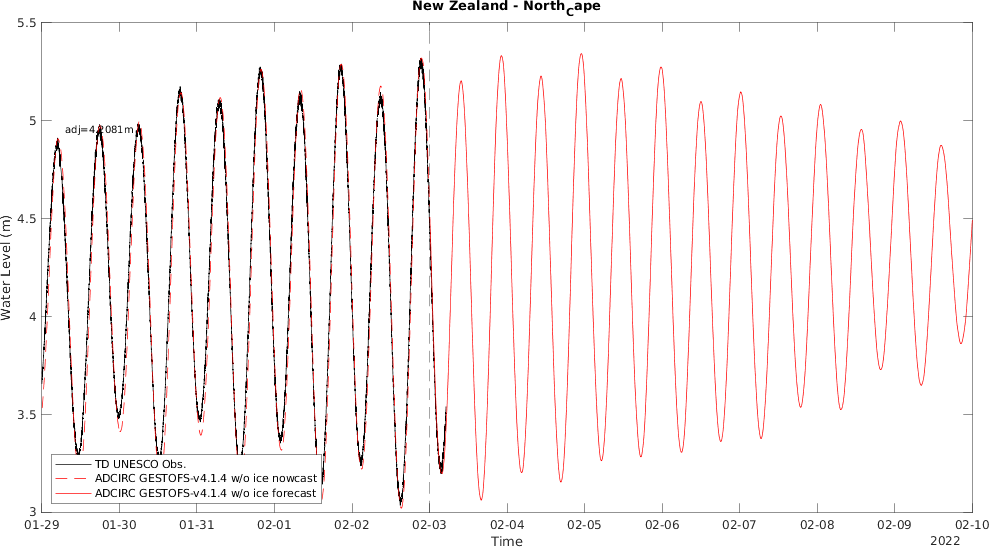 New Zealand - NorthCape
5.5
5
4.5
4
3.5
3
Water Level (m)
adj=4.2081m
TD UNESCO Obs.
ADCIRC GESTOFS-v4.1.4 w/o ice nowcast
ADCIRC GESTOFS-v4.1.4 w/o ice forecast
01-29 01-30 01-31 02-01 02-02 02-03 02-04 02-05 02-06 02-07 02-08 02-09 02-10
Time
2022